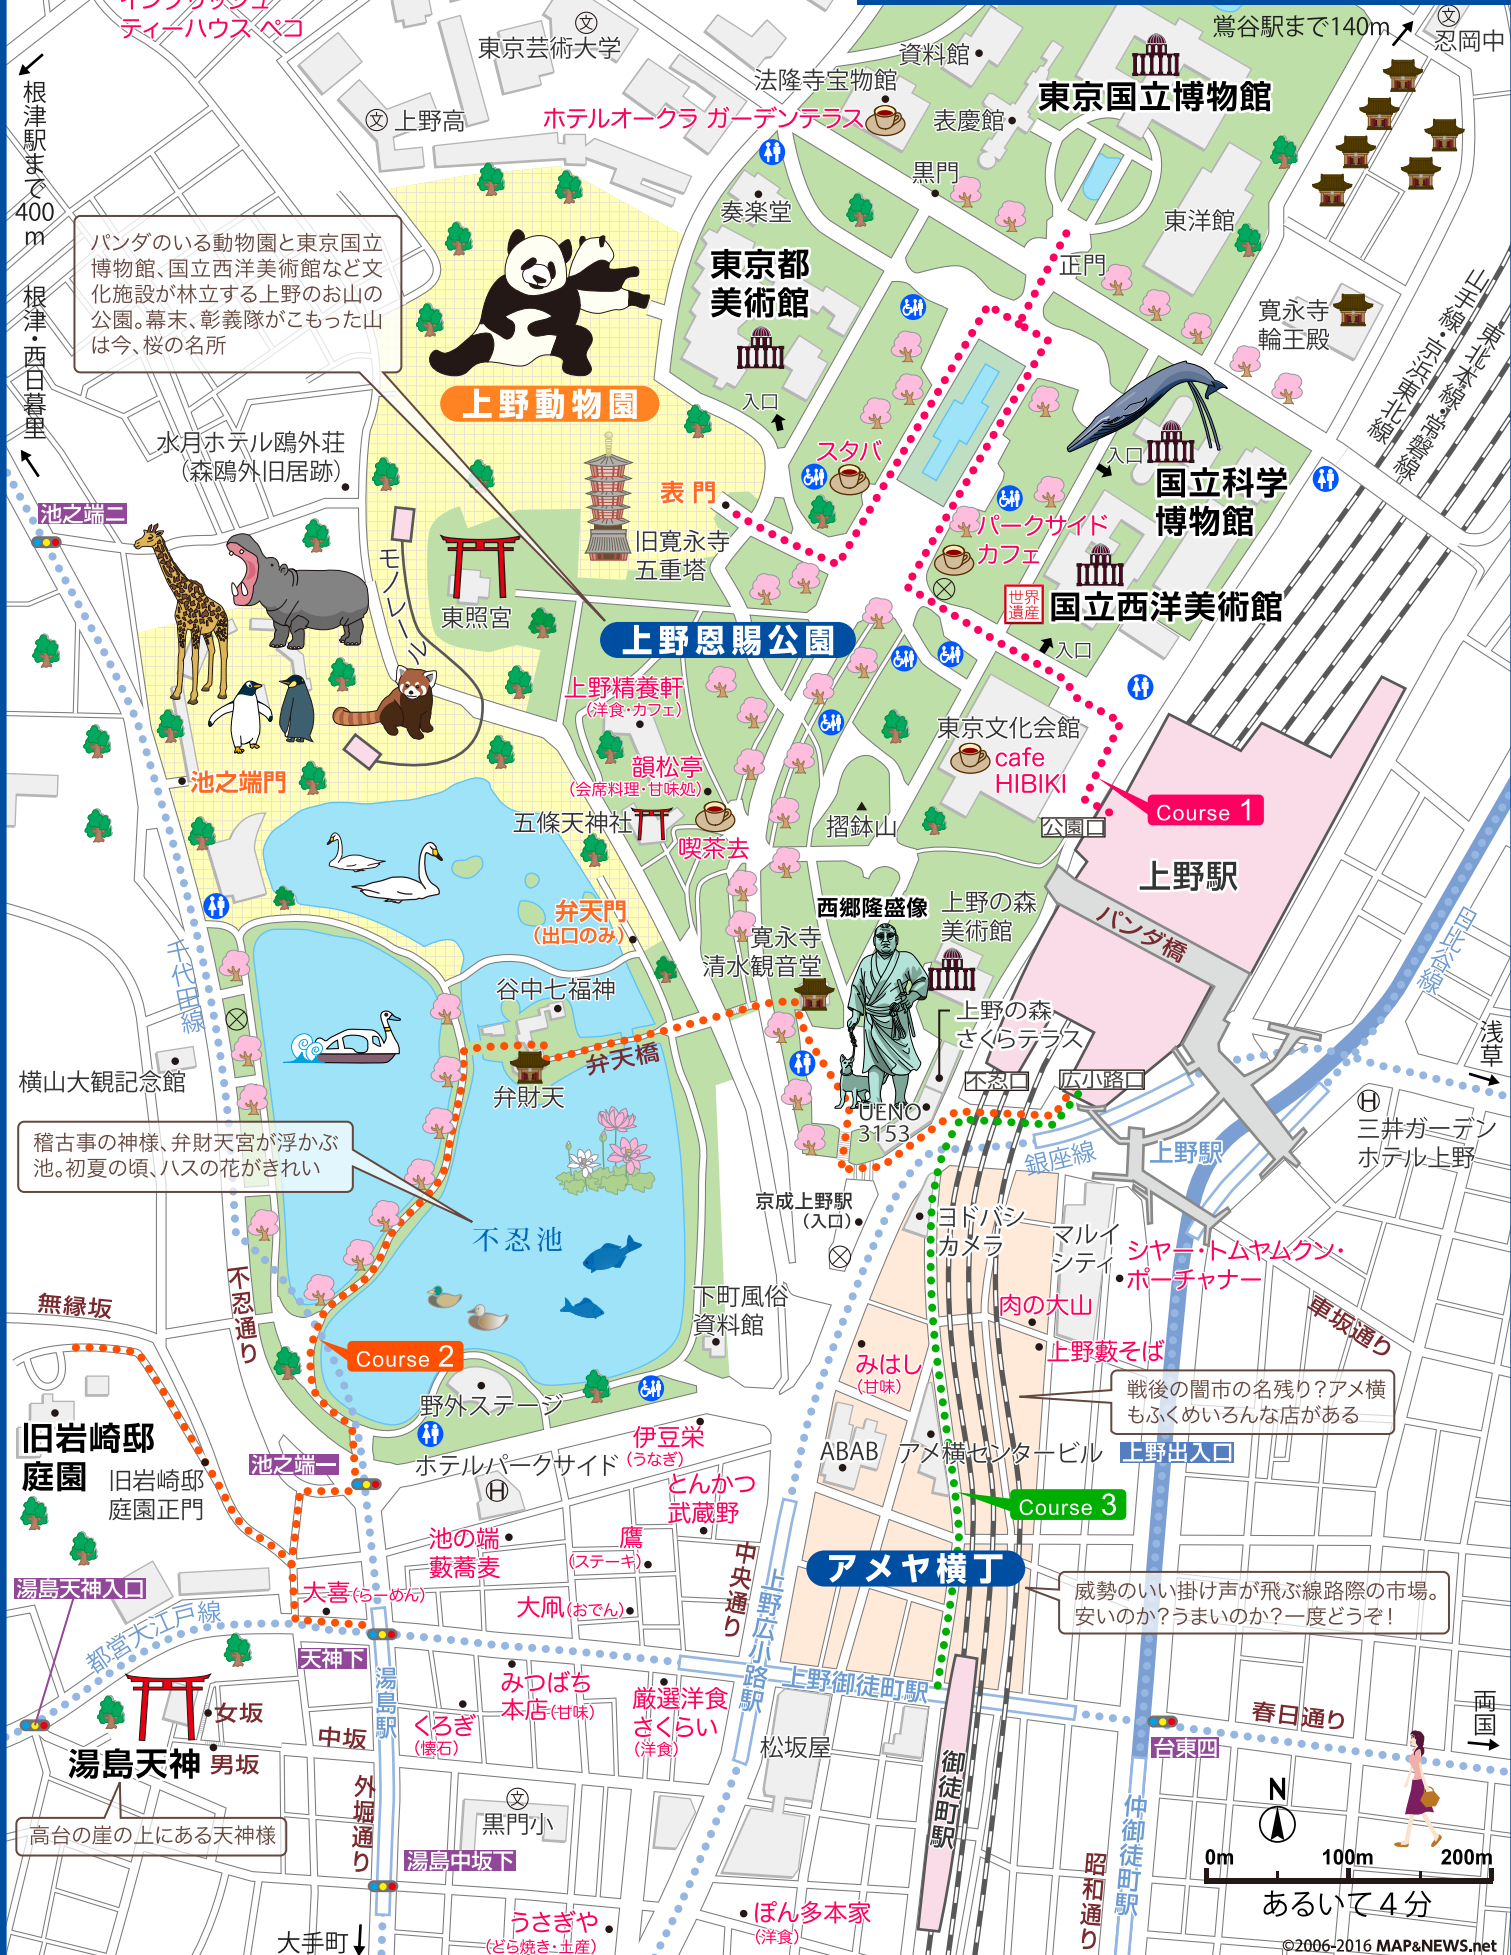 イングリッシュ
ティーハウス ペコ
東京芸術大学
文
資料館
鶯谷駅まで140m
文
忍岡中
法隆寺宝物館
ホテルオークラ ガーデンテラス
表慶館
東京国立博物館
文 上野高
根津駅まで400m
根津・西日暮里
黒門
奏楽堂
東洋館
正門
パンダのいる動物園と東京国立
博物館、国立西洋美術館など文
化施設が林立する上野のお山の
公園。幕末、彰義隊がこもった山
は今、桜の名所
東京都
美術館
入口
寛永寺
輪王殿
山手線・京浜東北線
東北本線・常磐線
上野動物園
水月ホテル鴎外荘
(森鴎外旧居跡)
スタバ
入口
国立科学
博物館
表門
池之端二
旧寛永寺
五重塔
パークサイド
カフェ
モノレール
東照宮
世界
遺産
国立西洋美術館
入口
上野恩賜公園
上野精養軒
(洋食・カフェ)
東京文化会館
cafe
HIBIKI
韻松亭
(会席料理・甘味処)
池之端門
Course 1
公園口
五條天神社
摺鉢山
喫茶去
上野駅
パンダ橋
弁天門
(出口のみ)
西郷隆盛像
上野の森
美術館
寛永寺
清水観音堂
日比谷線
千代田線
谷中七福神
上野の森
さくらテラス
弁天橋
浅草
横山大観記念館
弁財天
不忍口
広小路口
UENO
3153
H
三井ガーデン
ホテル上野
稽古事の神様、弁財天宮が浮かぶ
池。初夏の頃、ハスの花がきれい
銀座線
上野駅
京成上野駅
(入口)
不忍池
ヨドバシ
カメラ
マルイ
シティ
シヤー・トムヤムクン・
ポーチャナー
不忍通り
無縁坂
下町風俗
資料館
肉の大山
車坂通り
Course 2
みはし
(甘味)
上野藪そば
戦後の闇市の名残り?アメ横
もふくめいろんな店がある
野外ステージ
旧岩崎邸
庭園
旧岩崎邸
庭園正門
池之端一
ホテルパークサイド
H
伊豆栄
(うなぎ)
ABAB
アメ横センタービル
上野出入口
とんかつ
武蔵野
Course 3
池の端
藪蕎麦
鷹
(ステーキ)
中央通り
アメヤ横丁
湯島天神入口
大喜(らーめん)
大凧(おでん)
威勢のいい掛け声が飛ぶ線路際の市場。
安いのか?うまいのか?一度どうぞ!
都営大江戸線
天神下
上野広小路駅
上野御徒町駅
湯島駅
みつばち
本店(甘味)
厳選洋食
さくらい
(洋食)
女坂
くろぎ
(懐石)
中坂
春日通り
両国
湯島天神
男坂
松坂屋
御徒町駅
台東四
外堀通り
高台の崖の上にある天神様
文
黒門小
N
仲御徒町駅
湯島中坂下
昭和通り
0m 100m 200m
あるいて4分
うさぎや
(どら焼き・土産)
ぽん多本家
(洋食)
大手町
©2006-2016 MAP&NEWS.net